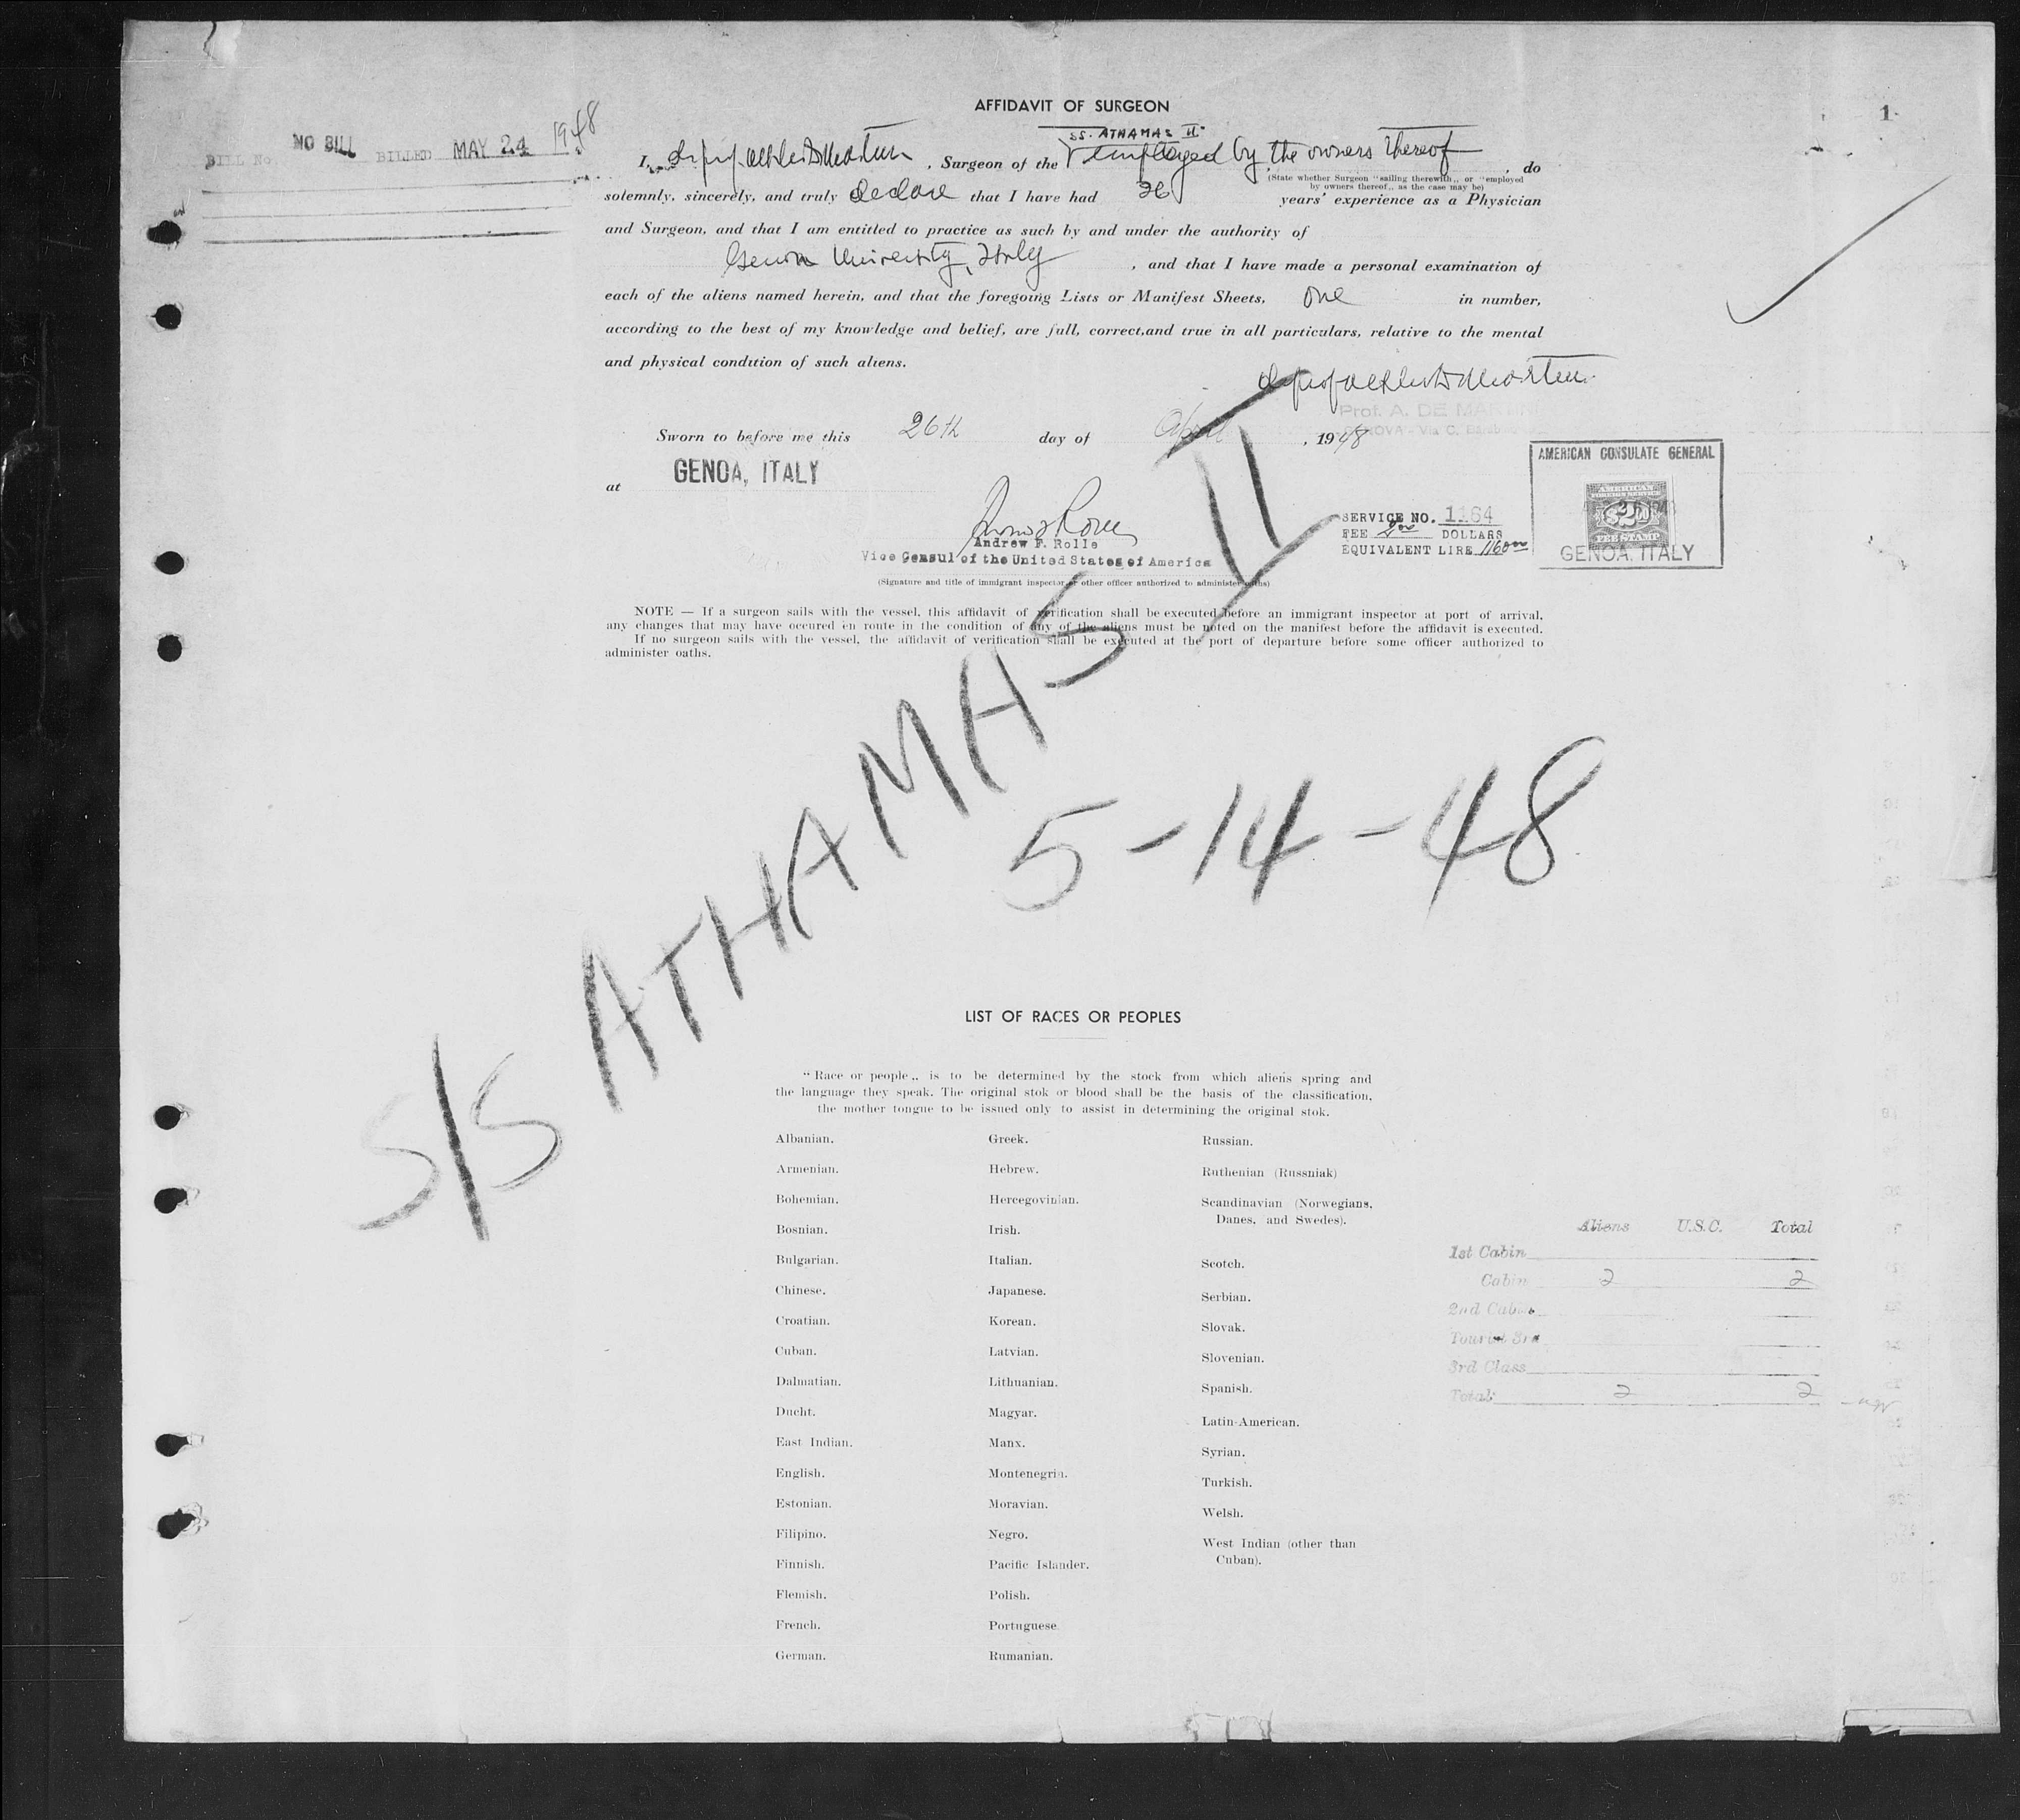 AFFIDAVIT OF SURGEON
1
NO BILL
BILL No. BILLED MAY 24 1948
SS. ATHAMAS II"
I, , Surgeon of the employed by the owners thereof , do
(State whether Surgeon "sailing therewith„ or "employed
by owners thereof„ as the case may be)
solemnly, sincerely, and truly declare that I have had 26 years' experience as a Physician
and Surgeon, and that I am entitled to practice as such by and under the authority of
Genoa University, Italy , and that I have made a personal examination of
each of the aliens named herein, and that the foregoing Lists or Manifest Sheets, one in number,
according to the best of my knowledge and belief, are full, correct,and true in all particulars, relative to the mental
and physical condition of such aliens.
Prof. A. DE MARTINI
GENOVA - Via C.
Sworn to before me this 26th day of April , 1948
at GENOA, ITALY
Andrew F. Rolle
Vice Consul of the United States of America
(Signature and title of immigrant inspector or other officer authorized to administer oaths)
SERVICE NO. 1164
FEE 2 00 DOLLARS
EQUIVALENT LIRE 1160 00
AMERICAN CONSULATE GENERAL
AMERICAN
FOREIGN SERVICE
$2.00
FEE STAMP
GENOA, ITALY
NOTE — If a surgeon sails with the vessel, this affidavit of verification shall be executed before an immigrant inspector at port of arrival,
any changes that may have occured en route in the condition of any of the aliens must be noted on the manifest before the affidavit is executed.
If no surgeon sails with the vessel, the affidavit of verification shall be executed at the port of departure before some officer authorized to
administer oaths.
S/S ATHAMAS II
5-14-48
LIST OF RACES OR PEOPLES
"Race or people„ is to be determined by the stock from which aliens spring and
the language they speak. The original stok or blood shall be the basis of the classification,
the mother tongue to be issued only to assist in determining the original stok.
Albanian.
Armenian.
Bohemian.
Bosnian.
Bulgarian.
Chinese.
Croatian.
Cuban.
Dalmatian.
Ducht.
East Indian.
English.
Estonian.
Filipino.
Finnish.
Flemish.
French.
German.
Greek.
Hebrew.
Hercegovinian.
Irish.
Italian.
Japanese.
Korean.
Latvian.
Lithuanian.
Magyar.
Manx.
Montenegrin.
Moravian.
Negro.
Pacific Islander.
Polish.
Portuguese
Rumanian.
Russian.
Ruthenian (Russniak)
Scandinavian (Norwegians,
Danes, and Swedes).
Scotch.
Serbian.
Slovak.
Slovenian.
Spanish.
Latin-American.
Syrian.
Turkish.
Welsh.
West Indian (other than
Cuban).
Aliens U.S.C. Total
1st Cabin
Cabin 2 2
2nd Cabin
Tourist 3rd
3rd Class
Total 2 2